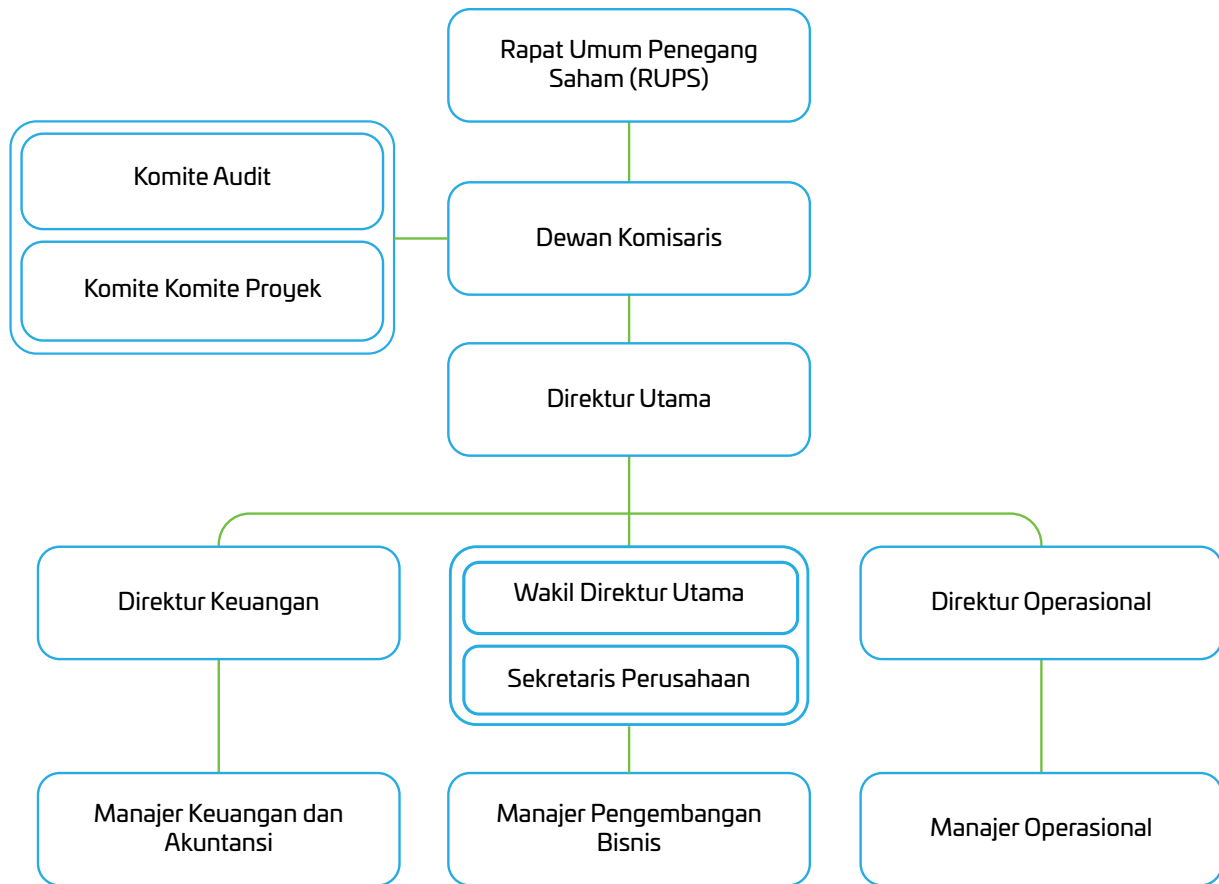 Rapat Umum Penegang
Saham (RUPS)
Komite Audit
Komite Komite Proyek
Dewan Komisaris
Direktur Utama
Direktur Keuangan
Wakil Direktur Utama
Sekretaris Perusahaan
Direktur Operasional
Manajer Keuangan dan
Akuntansi
Manajer Pengembangan
Bisnis
Manajer Operasional